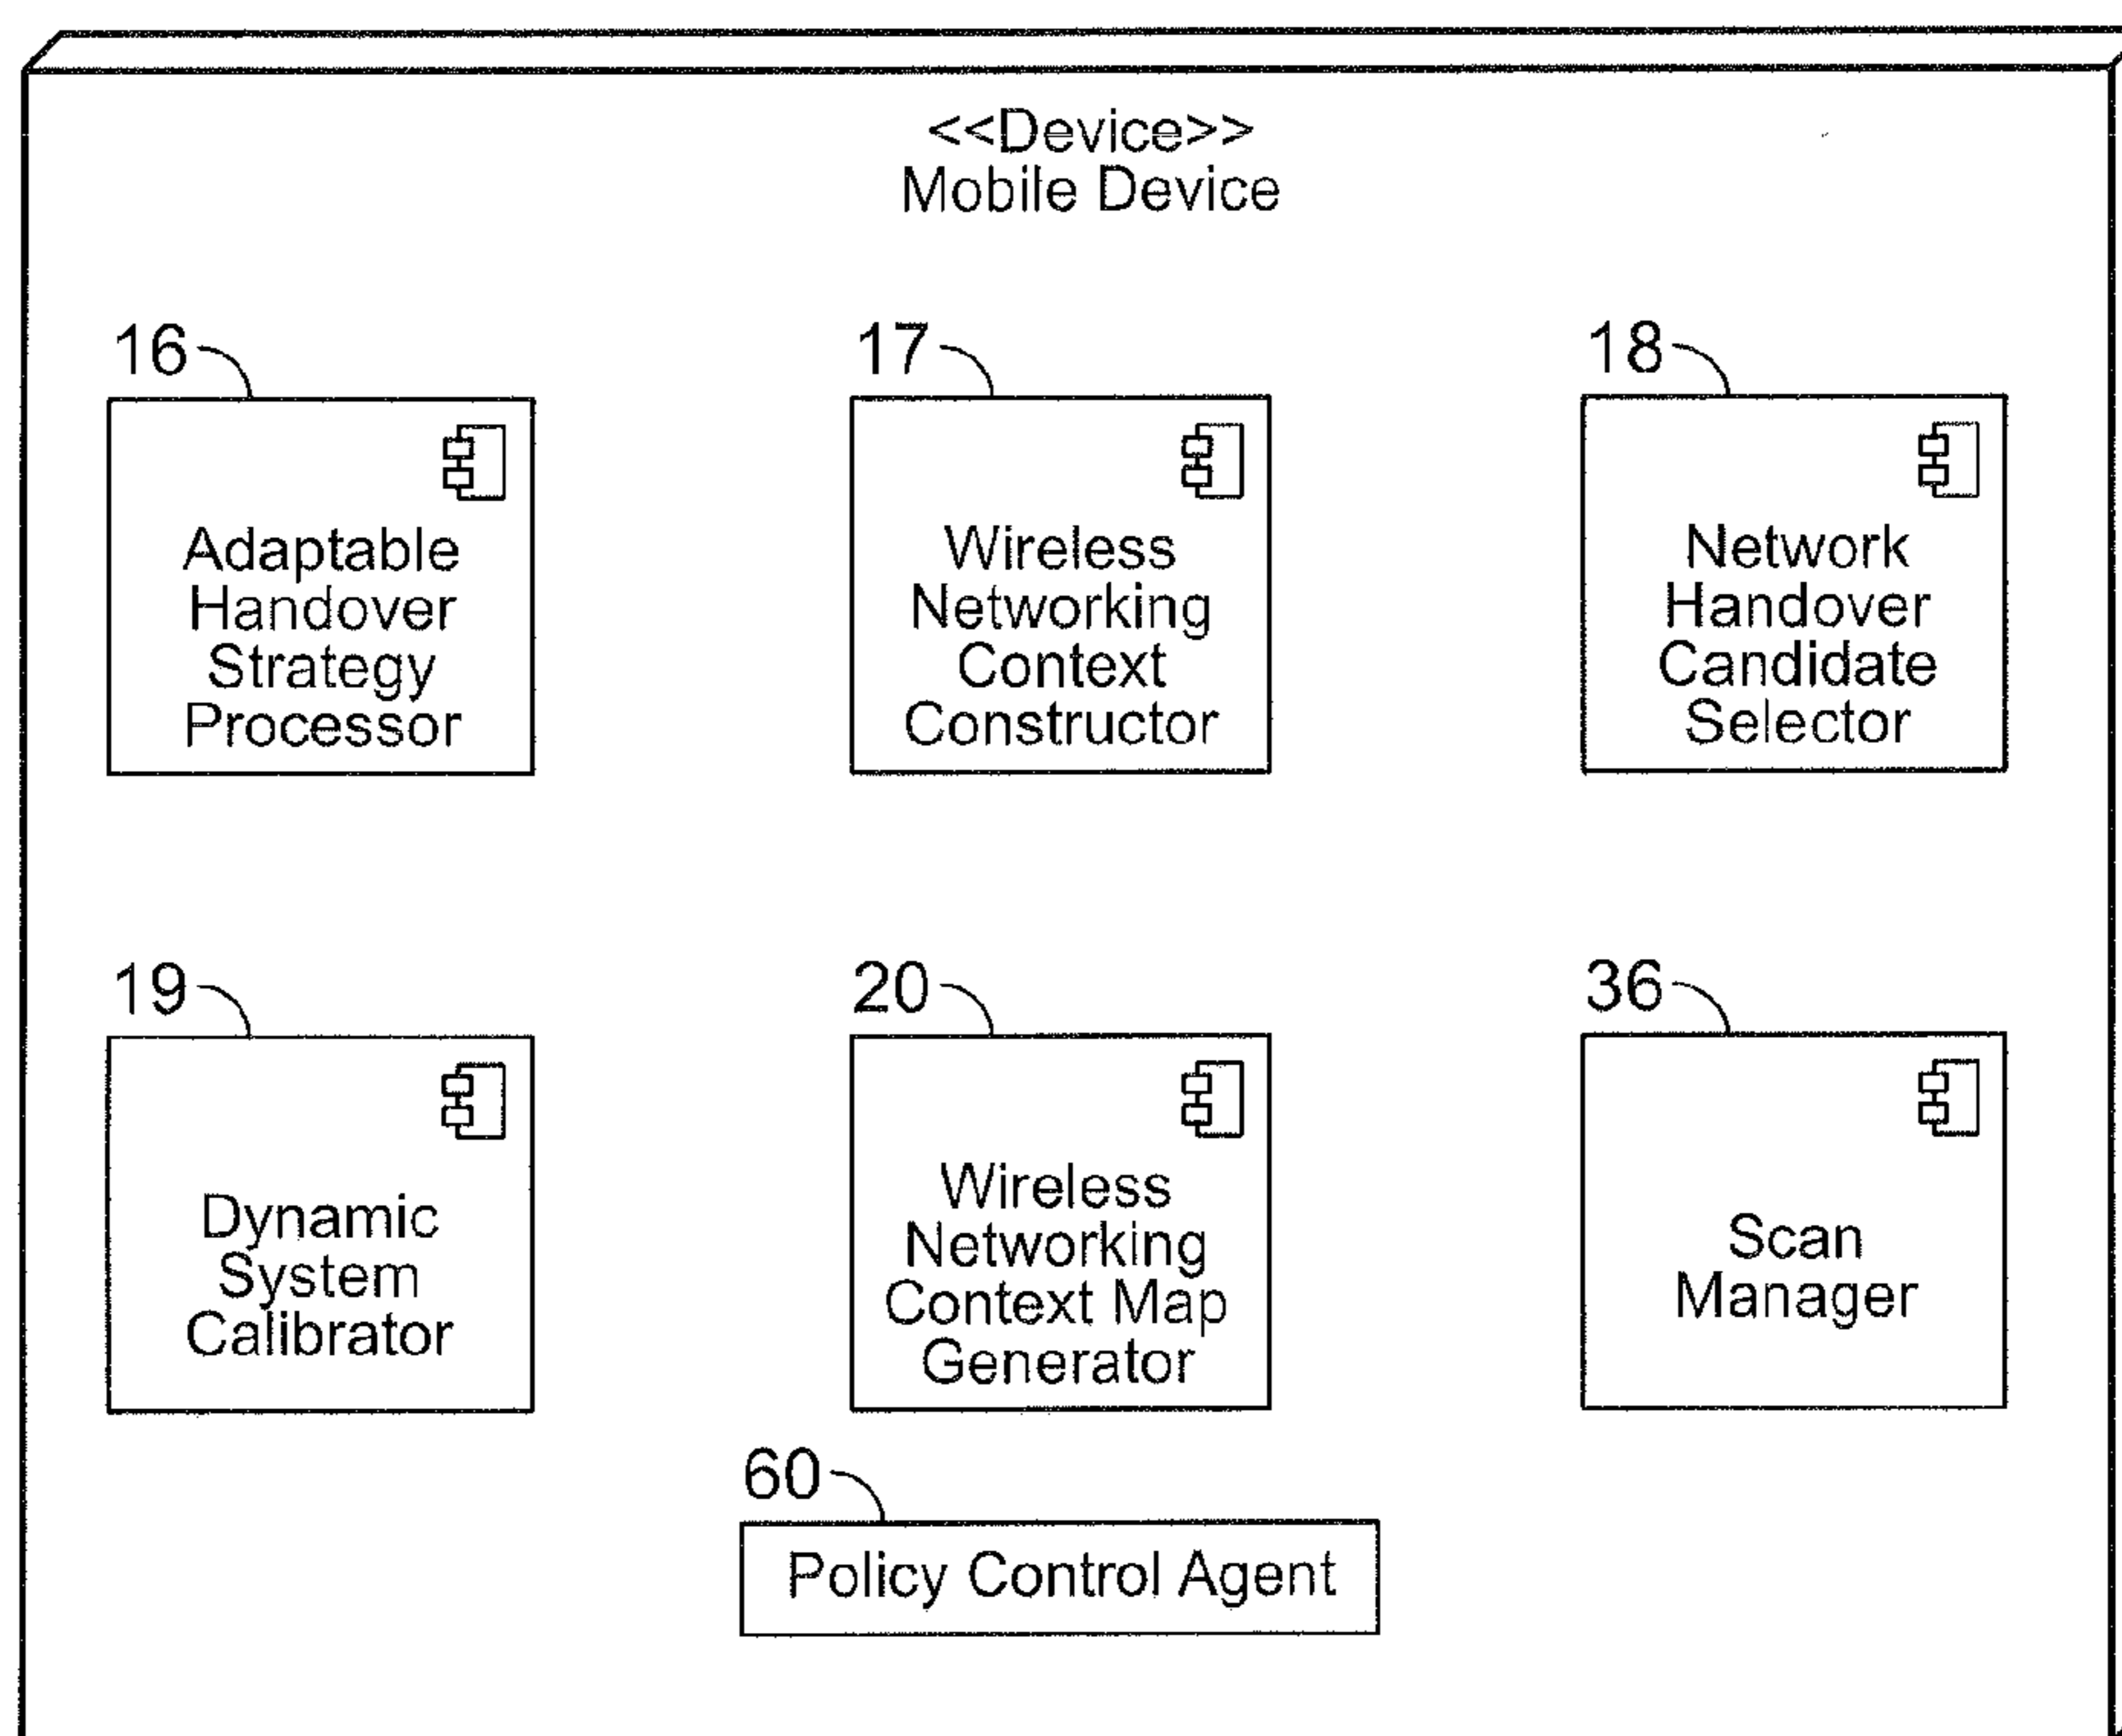 <<Device>>
Mobile Device
16
Adaptable
Handover
Strategy
Processor
17
Wireless
Networking
Context
Constructor
18
Network
Handover
Candidate
Selector
19
Dynamic
System
Calibrator
20
Wireless
Networking
Context Map
Generator
36
Scan
Manager
60
Policy Control Agent